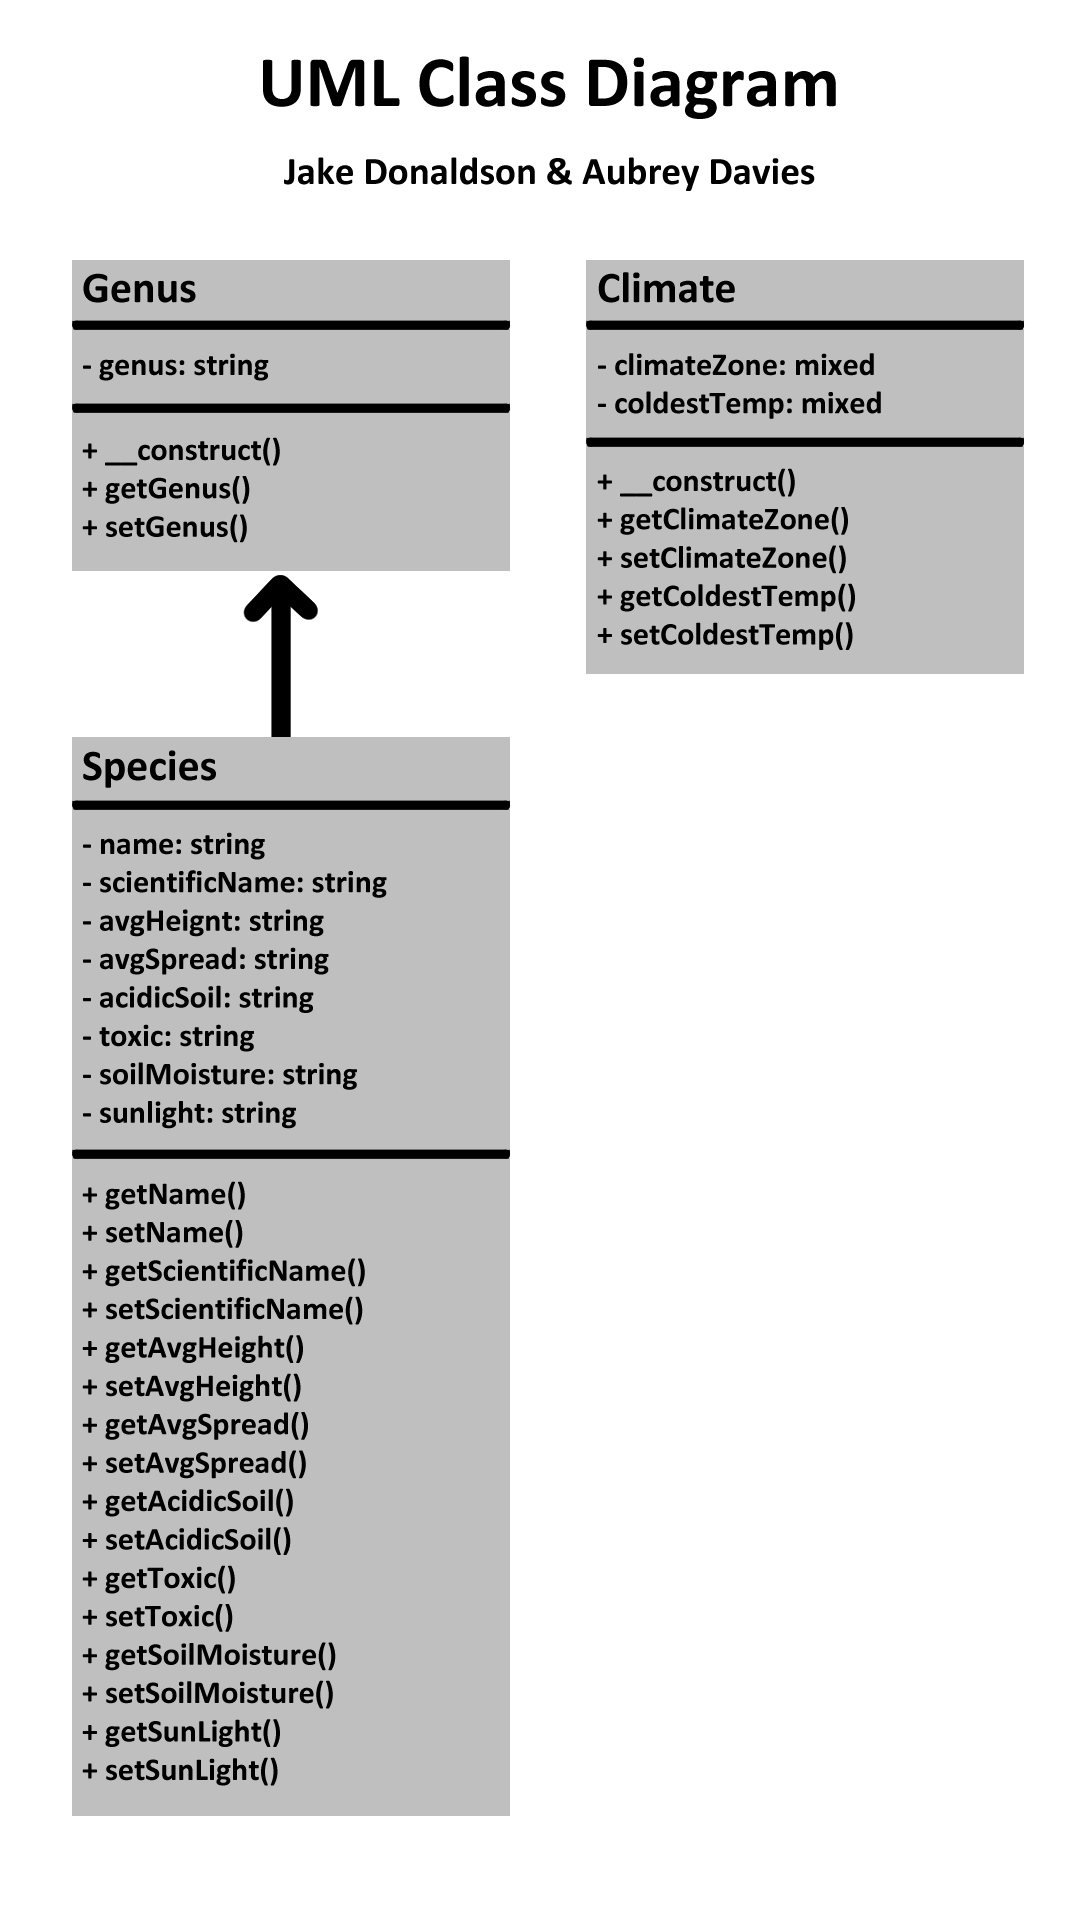 UML Class Diagram
Jake Donaldson & Aubrey Davies
Genus
- genus: string
+ __construct()
+ getGenus()
+ setGenus()
Climate
- climateZone: mixed
- coldestTemp: mixed
+ __construct()
+ getClimateZone()
+ setClimateZone()
+ getColdestTemp()
+ setColdestTemp()
Species
- name: string
- scientificName: string
- avgHeignt: string
- avgSpread: string
- acidicSoil: string
- toxic: string
- soilMoisture: string
- sunlight: string
+ getName()
+ setName()
+ getScientificName()
+ setScientificName()
+ getAvgHeight()
+ setAvgHeight()
+ getAvgSpread()
+ setAvgSpread()
+ getAcidicSoil()
+ setAcidicSoil()
+ getToxic()
+ setToxic()
+ getSoilMoisture()
+ setSoilMoisture()
+ getSunLight()
+ setSunLight()